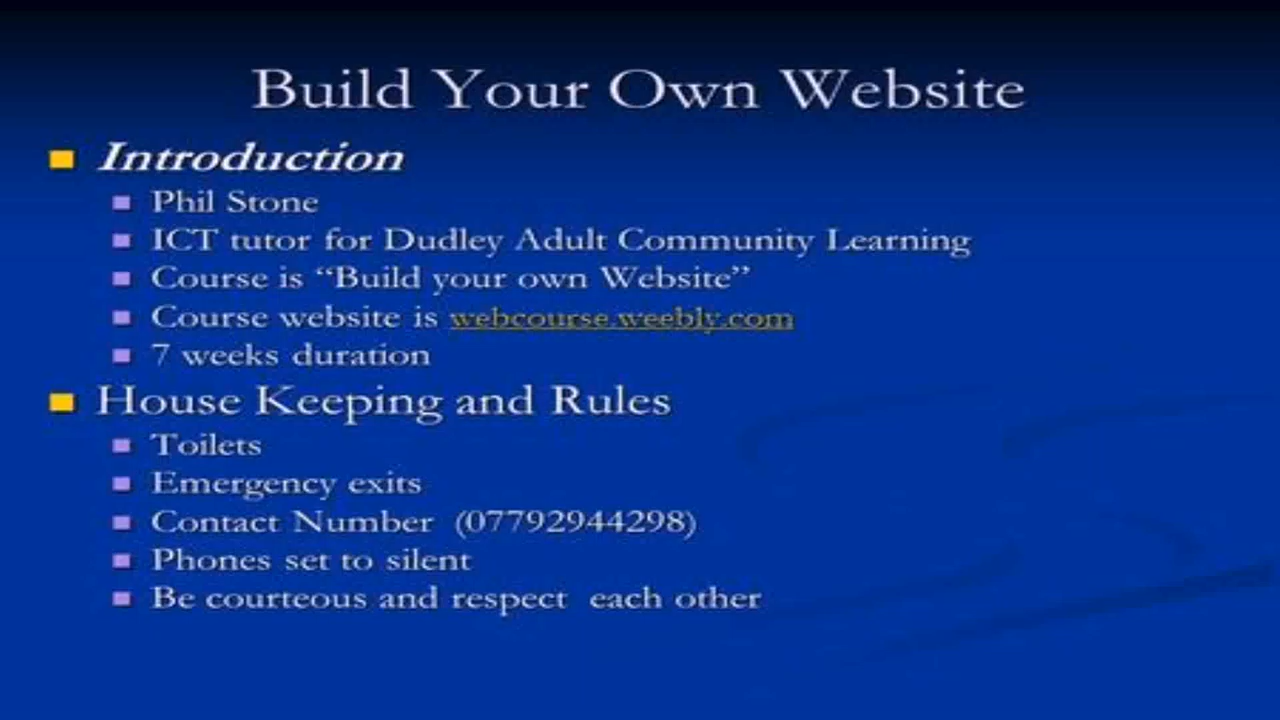 Build Your Own Website
Introduction
Phil Stone
ICT tutor for Dudley Adult Community Learning
Course is “Build your own Website”
Course website is webcourse.weebly.com
7 weeks duration
House Keeping and Rules
Toilets
Emergency exits
Contact Number (07792944298)
Phones set to silent
Be courteous and respect each other